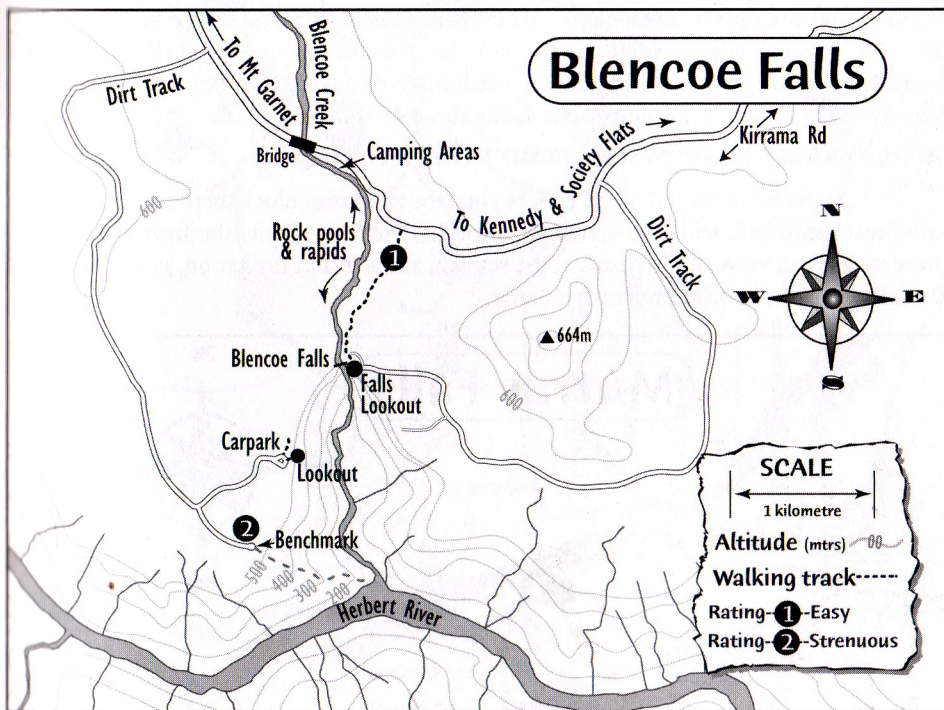 Blencoe Falls
To Mt Garnet
Blencoe Creek
Dirt Track
Bridge
Camping Areas
Kirrama Rd
To Kennedy & Society Flats
Dirt Track
600
Rock pools
& rapids
1
N
W
E
S
664m
600
Blencoe Falls
Falls
Lookout
Carpark
Lookout
2
Benchmark
500
400
300
200
Herbert River
SCALE
1 kilometre
Altitude (mtrs) 00
Walking track
Rating 1 Easy
Rating 2 Strenuous